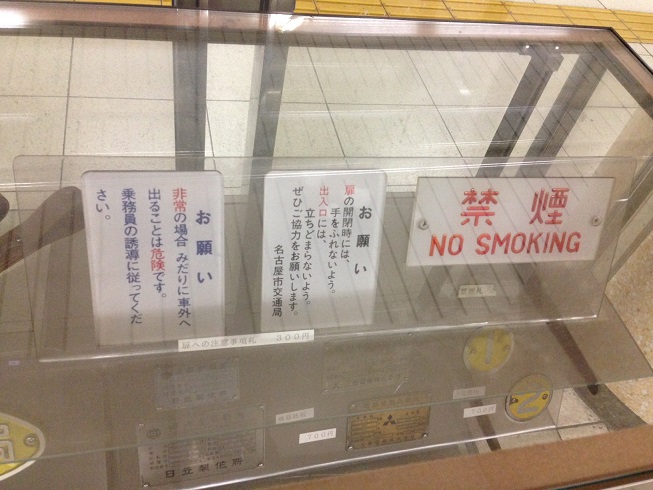 お願い
非常の場合 みだりに車外へ
出ることは危険です。
乗務員の誘導に従ってくだ
さい。
お願い
扉の開閉時には、
手をふれないよう。
出入口には、
立ちどまらないよう。
ぜひご協力をお願いします。
名古屋市交通局
禁煙
NO SMOKING
扉への注意事項札 300円
日立製作所
700円